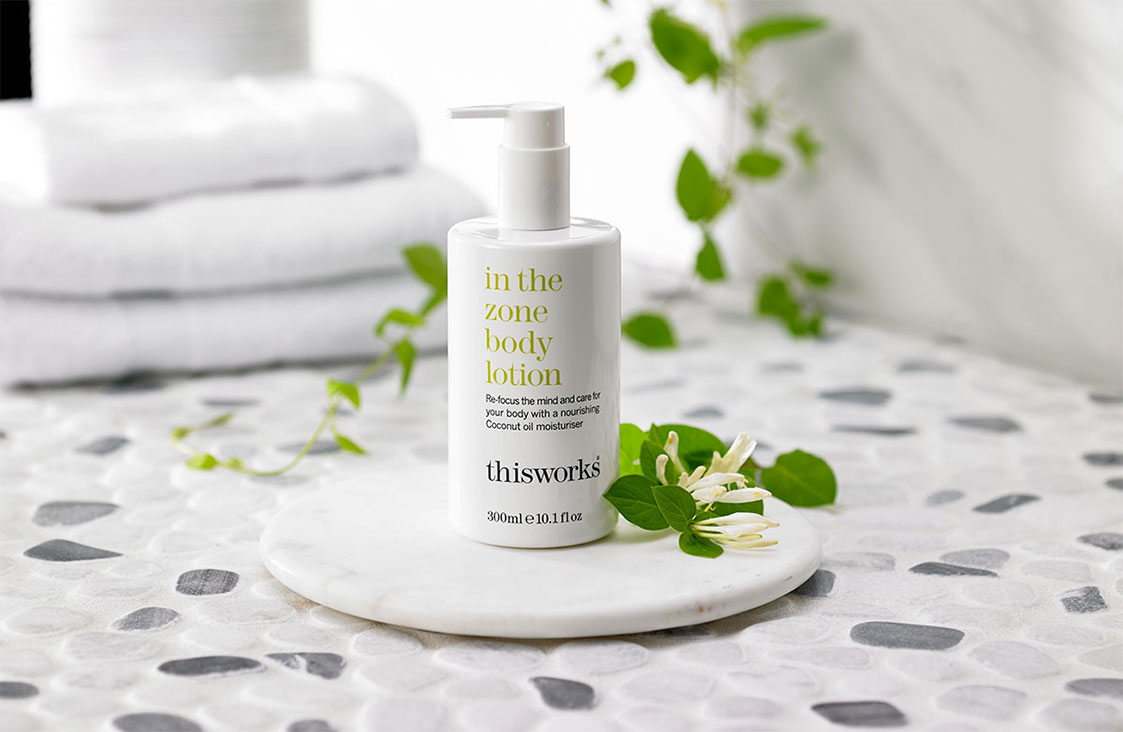 in the
zone
body
lotion
Re-focus the mind and care for
your body with a nourishing
Coconut oil moisturiser
thisworks®
300ml e 10.1 fl oz